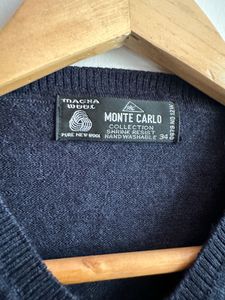 MAGNA
WOOL
PURE NEW WOOL
MONTE CARLO
COLLECTION
SHRINK RESIST
HAND WASHABLE 34